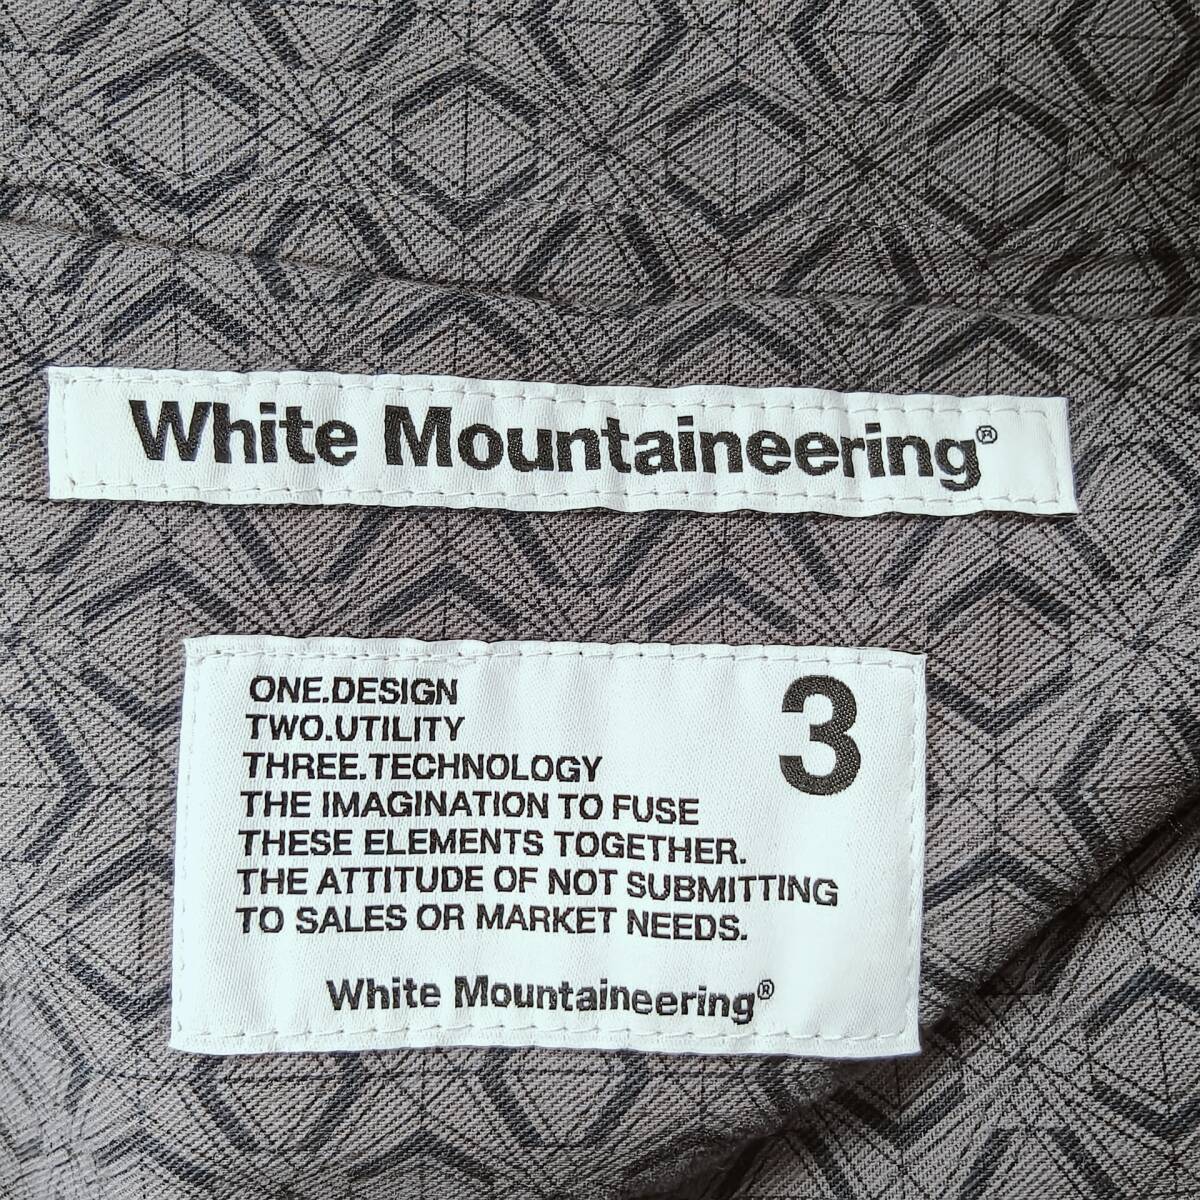 White Mountaineering®
ONE.DESIGN
TWO.UTILITY
THREE.TECHNOLOGY
THE IMAGINATION TO FUSE
THESE ELEMENTS TOGETHER.
THE ATTITUDE OF NOT SUBMITTING
TO SALES OR MARKET NEEDS.
3
White Mountaineering®